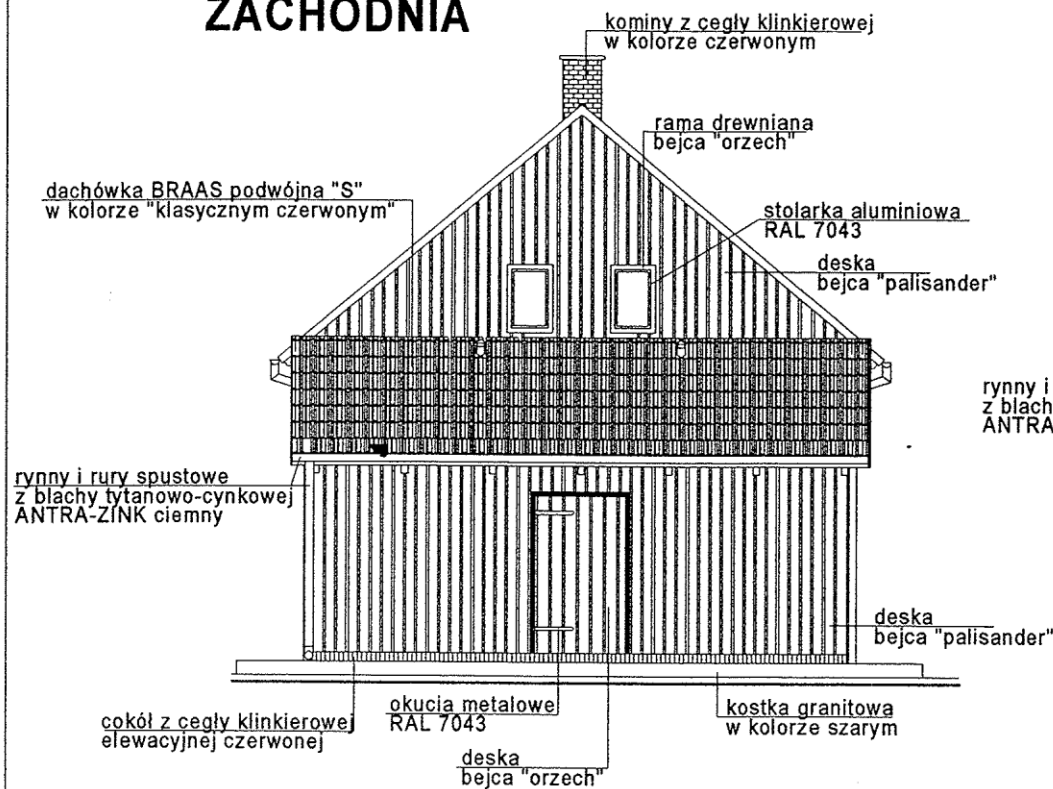 ZACHODNIA
kominy z cegły klinkierowej
w kolorze czerwonym
rama drewniana
bejca "orzech"
dachówka BRAAS podwójna "S"
w kolorze "klasycznym czerwonym"
stolarka aluminiowa
RAL 7043
deska
bejca "palisander"
rynny i
z blach
ANTRA
rynny i rury spustowe
z blachy tytanowo-cynkowej
ANTRA-ZINK ciemny
deska
bejca "palisander"
cokół z cegły klinkierowej
elewacyjnej czerwonej
okucia metalowe
RAL 7043
kostka granitowa
w kolorze szarym
deska
bejca "orzech"